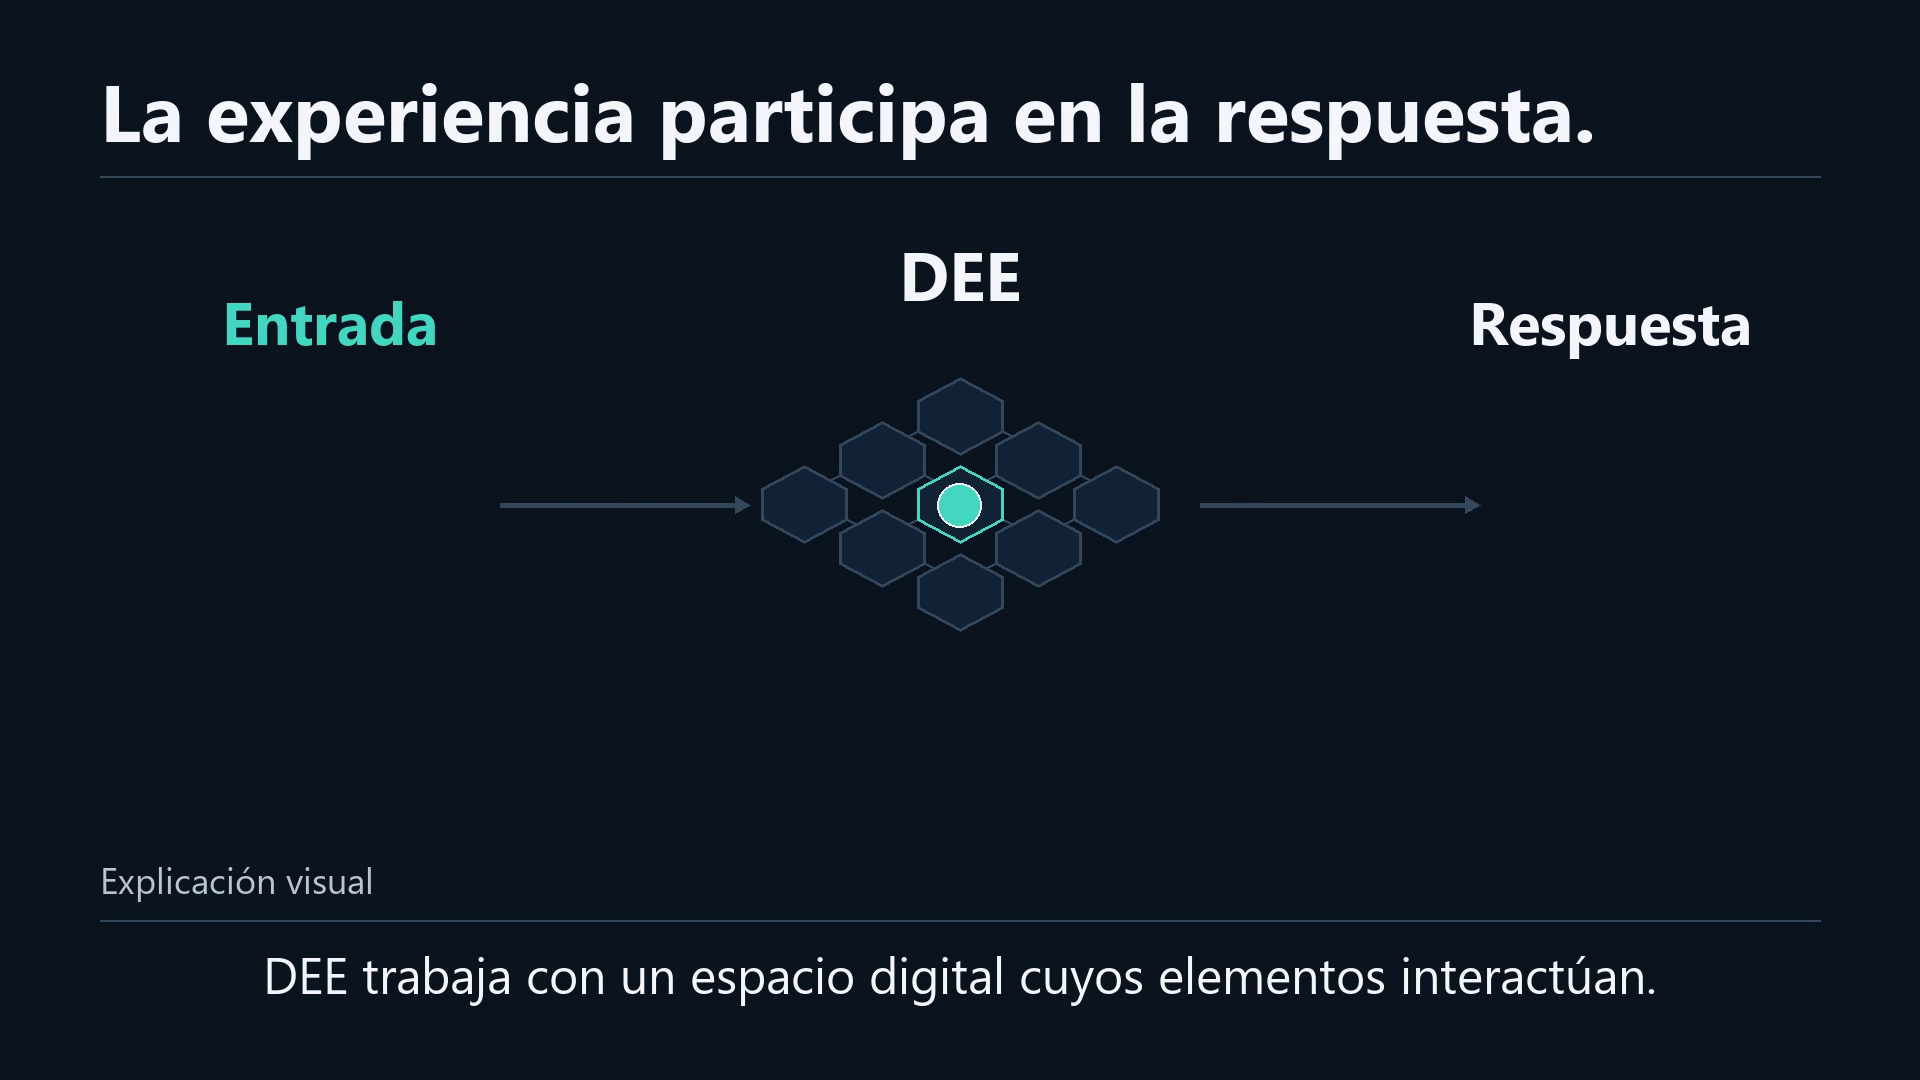 La experiencia participa en la respuesta.
DEE
Entrada
Respuesta
Explicación visual
DEE trabaja con un espacio digital cuyos elementos interactúan.